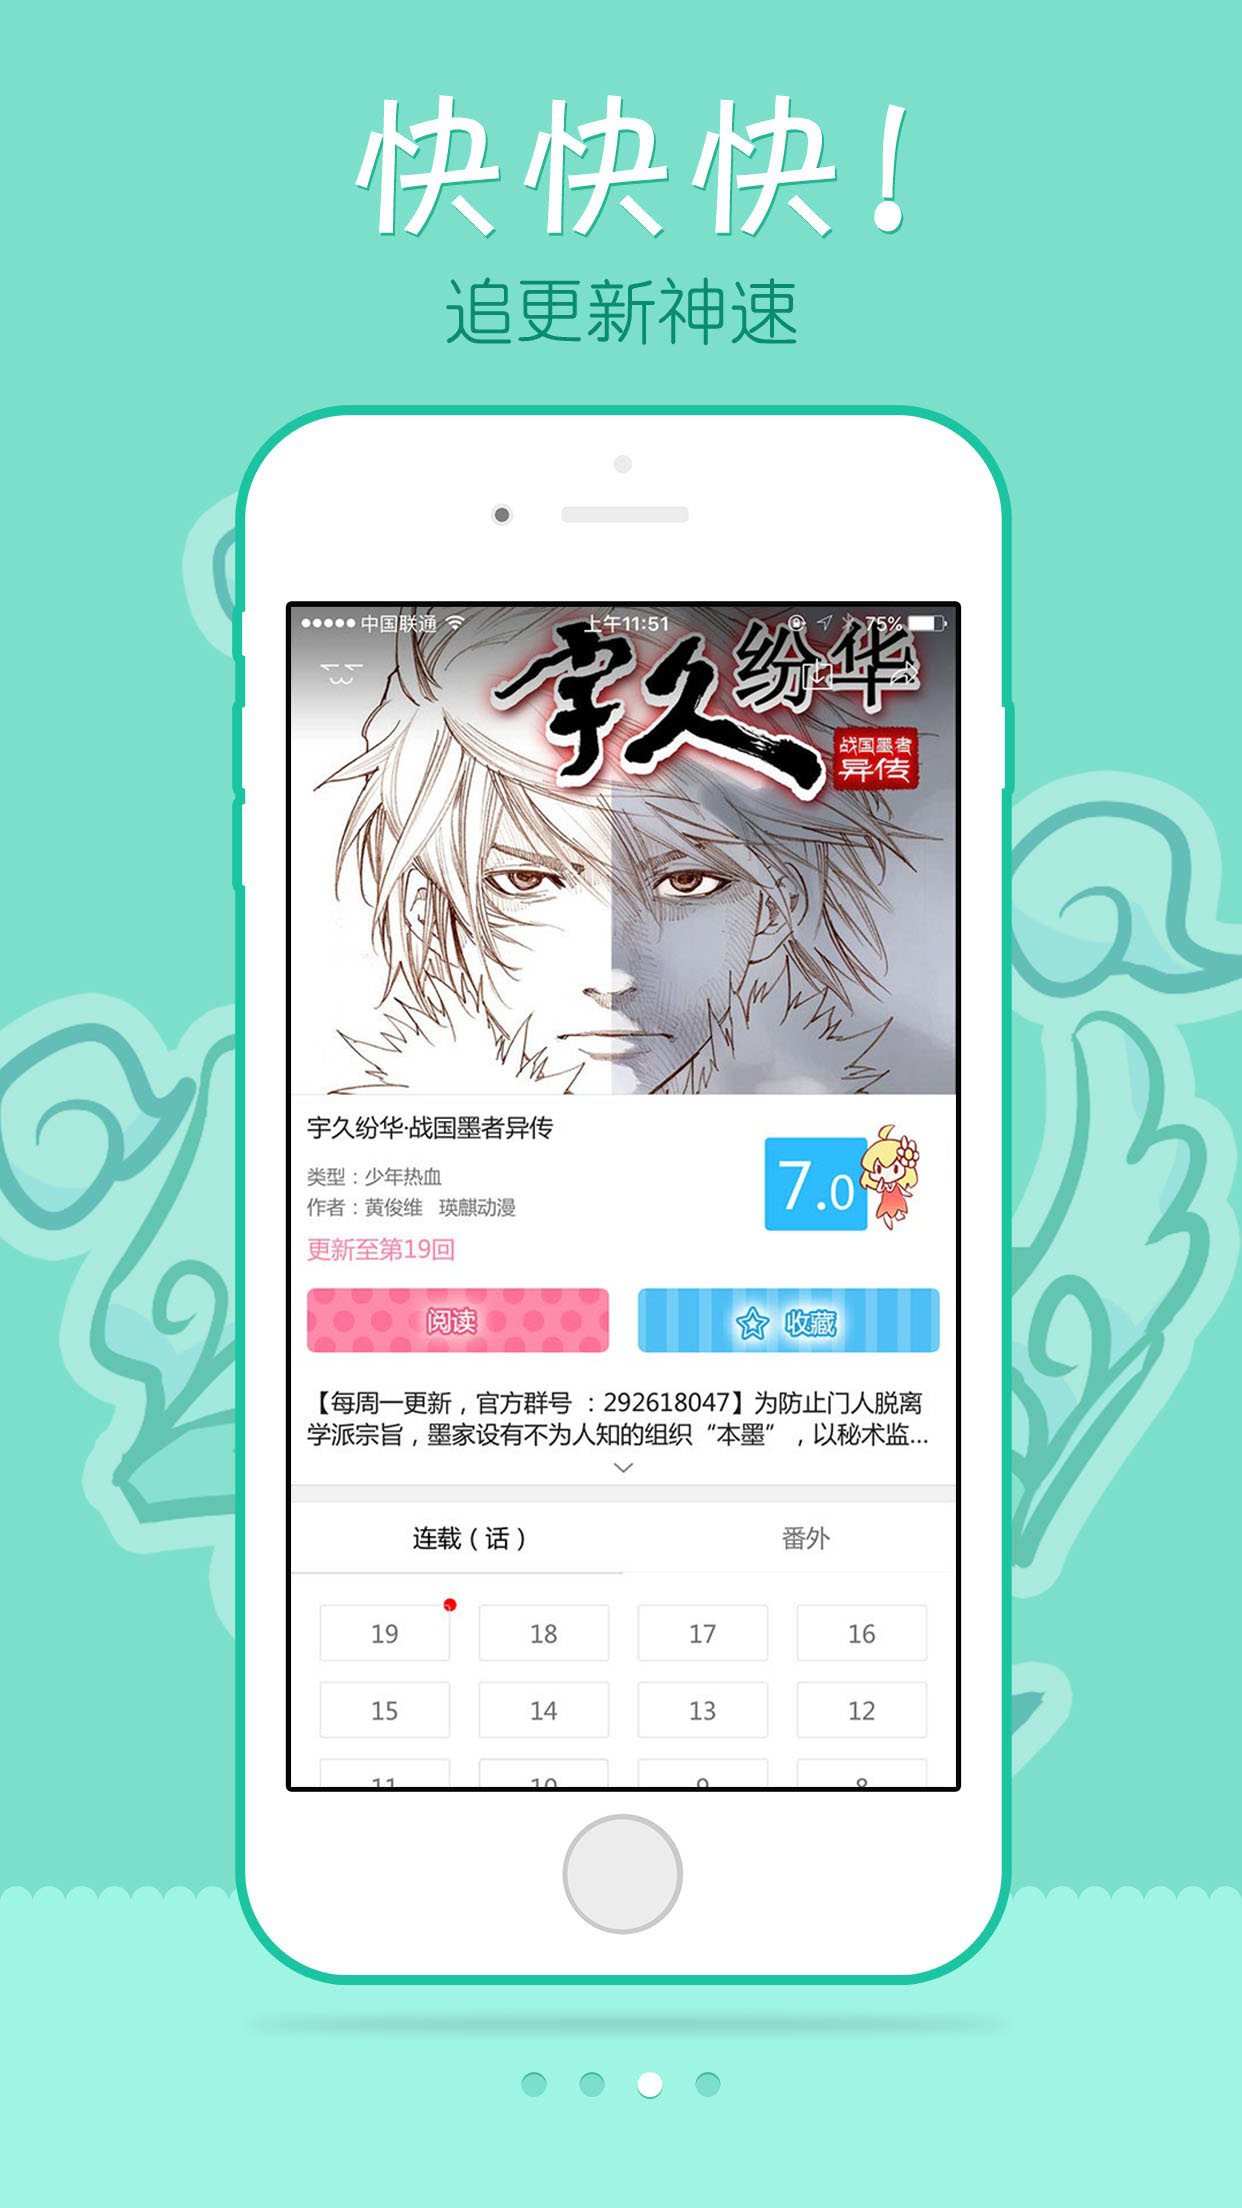 快快快!
追更新神速
中国联通
上午11:51
75%
宇久纷华
战国墨者
异传
宇久纷华·战国墨者异传
类型：少年热血
作者：黄俊维 瑛麒动漫
7.0
更新至第19回
阅读
收藏
【每周一更新，官方群号 ：292618047】为防止门人脱离
学派宗旨，墨家设有不为人知的组织“本墨”，以秘术监...
连载（话）
番外
19 18 17 16
15 14 13 12
11 10 9 8